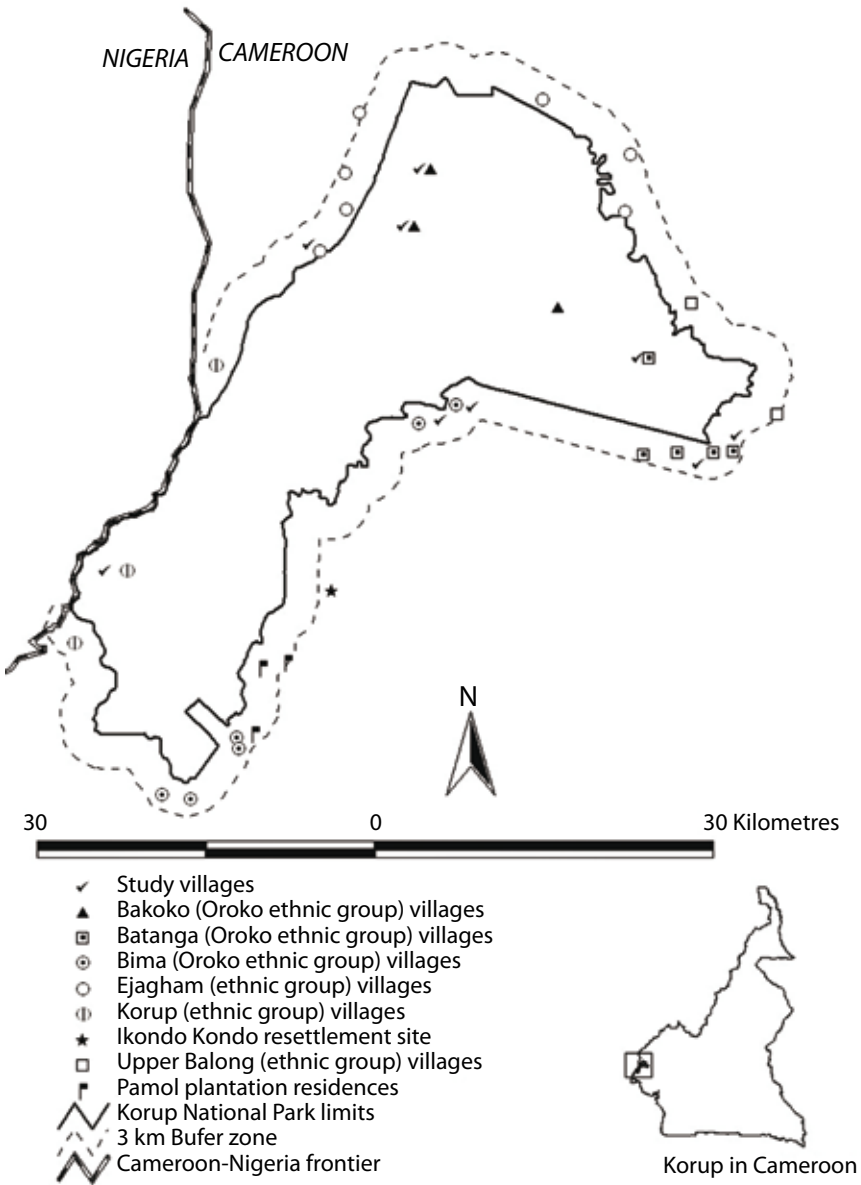 NIGERIA CAMEROON
N
30 0 30 Kilometres
Study villages
Bakoko (Oroko ethnic group) villages
Batanga (Oroko ethnic group) villages
Bima (Oroko ethnic group) villages
Ejagham (ethnic group) villages
Korup (ethnic group) villages
Ikondo Kondo resettlement site
Upper Balong (ethnic group) villages
Pamol plantation residences
Korup National Park limits
3 km Bufer zone
Cameroon-Nigeria frontier
Korup in Cameroon